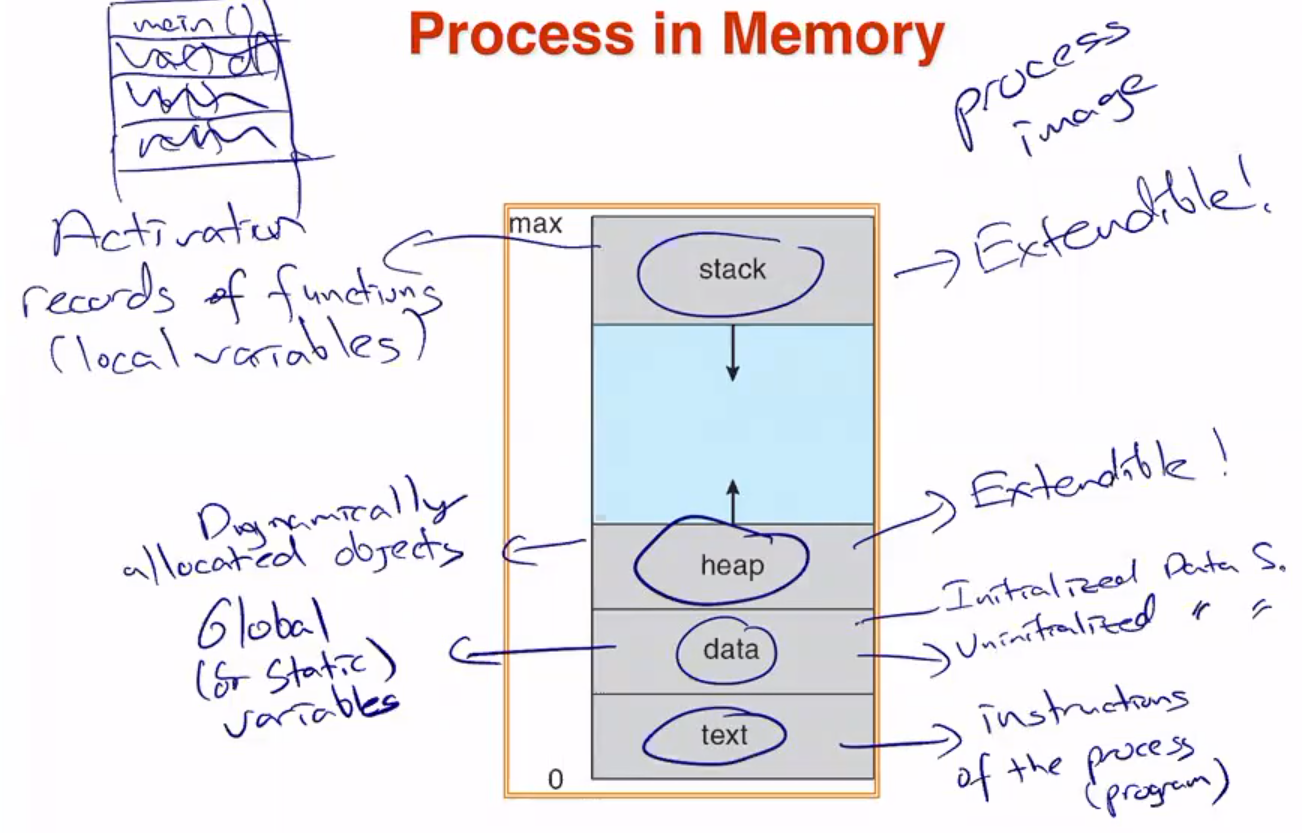 Process in Memory
process
image
main ()
Activation
records of functions
(local variables)
max
stack
Extendible!
Dynamically
allocated objects
heap
Extendible!
Global
(or static)
variables
data
Initialized Data S.
Uninitialized " "
text
instructions
of the process
(program)
0